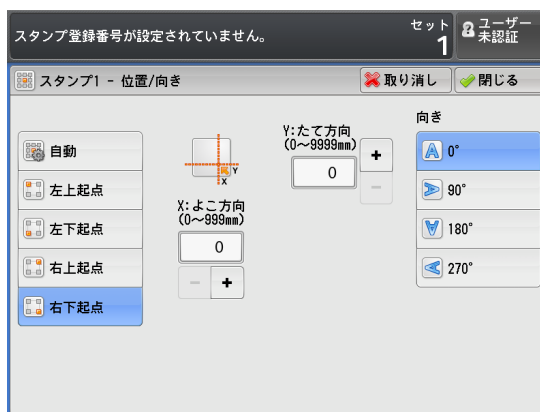 スタンプ登録番号が設定されていません。
セット
1
ユーザー
未認証
スタンプ1 - 位置/向き
取り消し
閉じる
自動
左上起点
左下起点
右上起点
右下起点
Y
X
X:よこ方向
(0～999mm)
0
− +
Y:たて方向
(0～9999mm)
0
+
−
向き
A 0°
A 90°
A 180°
A 270°